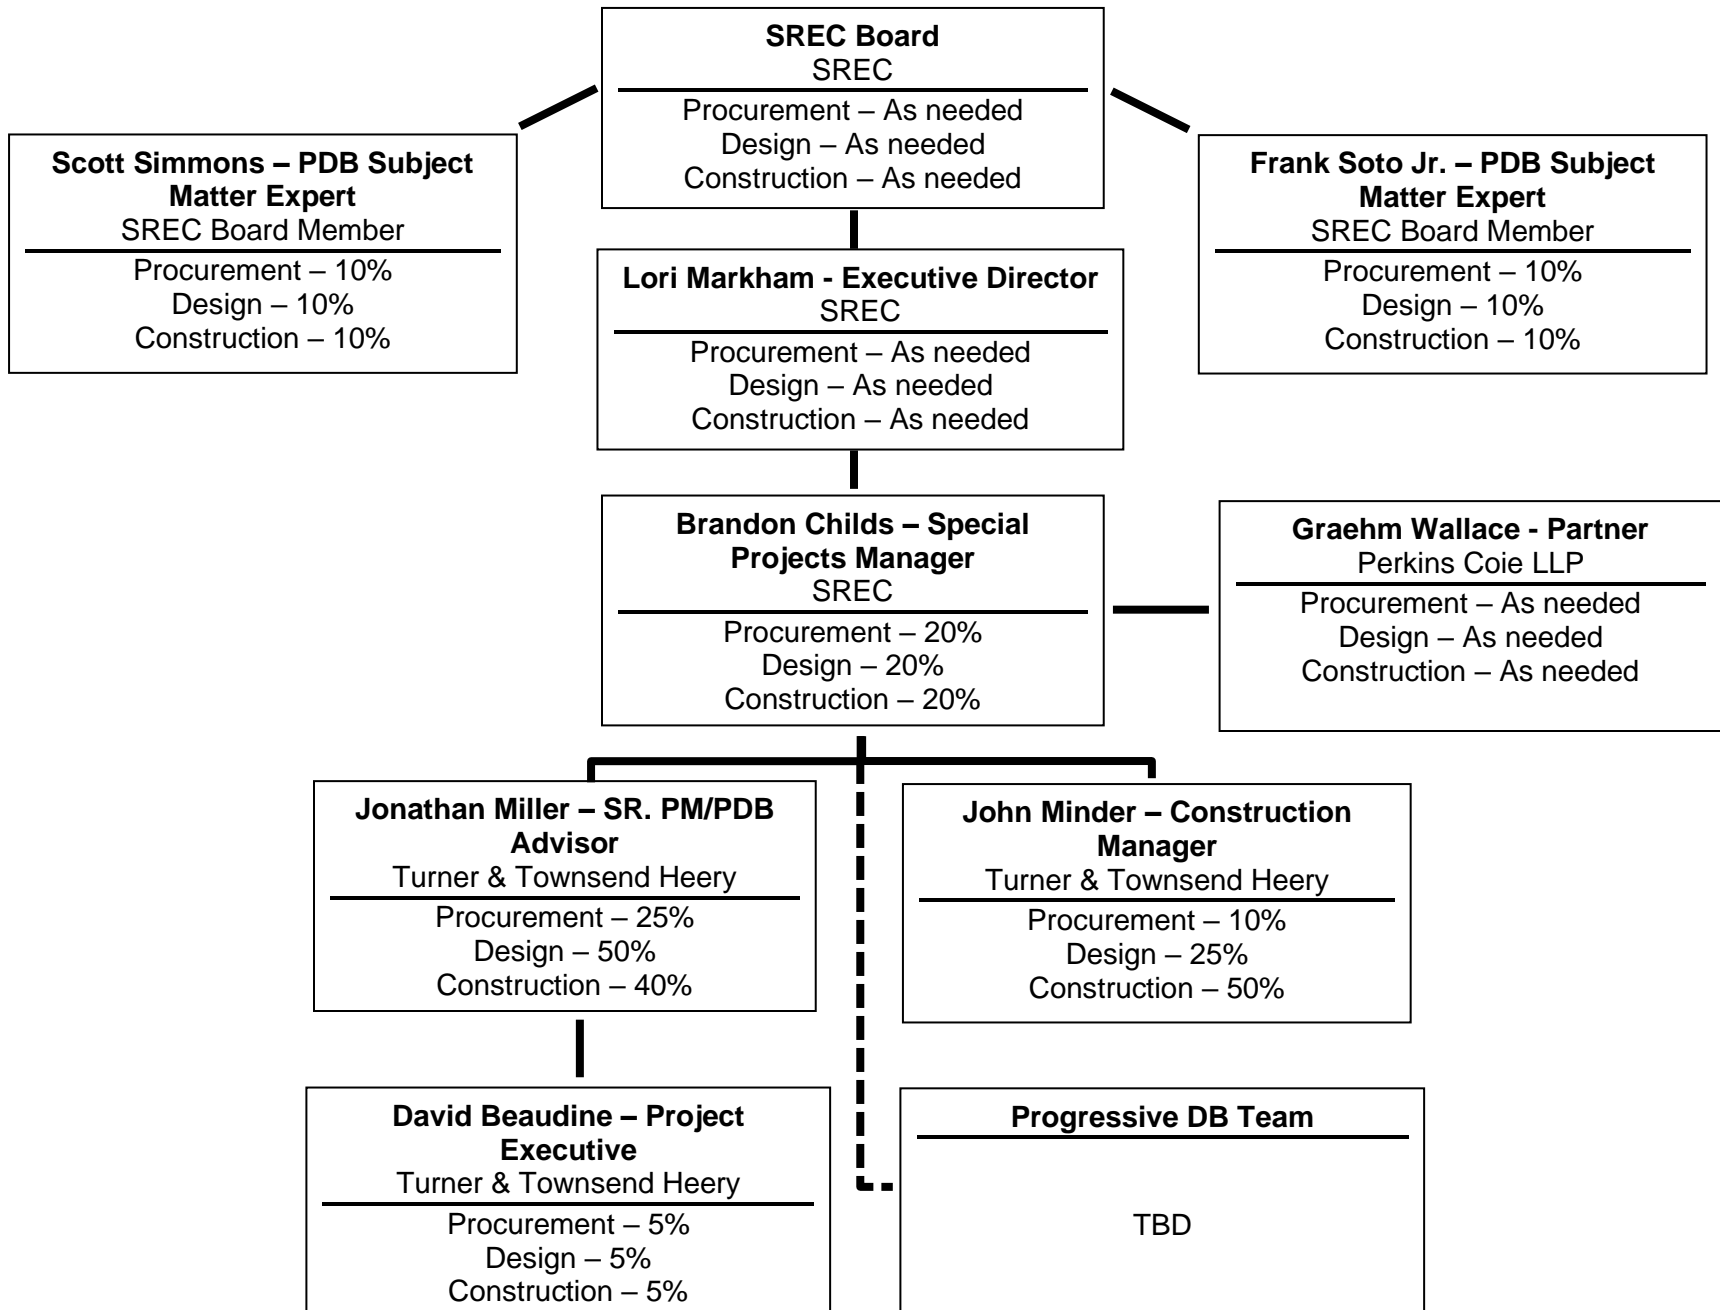 SREC Board
SREC
Procurement – As needed
Design – As needed
Construction – As needed
Scott Simmons – PDB Subject
Matter Expert
SREC Board Member
Procurement – 10%
Design – 10%
Construction – 10%
Frank Soto Jr. – PDB Subject
Matter Expert
SREC Board Member
Procurement – 10%
Design – 10%
Construction – 10%
Lori Markham - Executive Director
SREC
Procurement – As needed
Design – As needed
Construction – As needed
Brandon Childs – Special
Projects Manager
SREC
Procurement – 20%
Design – 20%
Construction – 20%
Graehm Wallace - Partner
Perkins Coie LLP
Procurement – As needed
Design – As needed
Construction – As needed
Jonathan Miller – SR. PM/PDB
Advisor
Turner & Townsend Heery
Procurement – 25%
Design – 50%
Construction – 40%
John Minder – Construction
Manager
Turner & Townsend Heery
Procurement – 10%
Design – 25%
Construction – 50%
David Beaudine – Project
Executive
Turner & Townsend Heery
Procurement – 5%
Design – 5%
Construction – 5%
Progressive DB Team
TBD